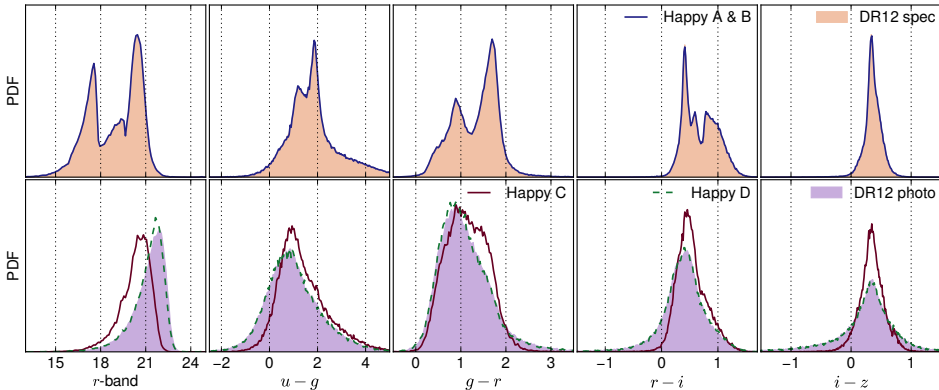 PDF
Happy A & B
DR12 spec
PDF
Happy C
Happy D
DR12 photo
15 18 21 24
−2 0 2 4
0 1 2 3
−1 0 1
−1 0 1
r-band
u − g
g − r
r − i
i − z